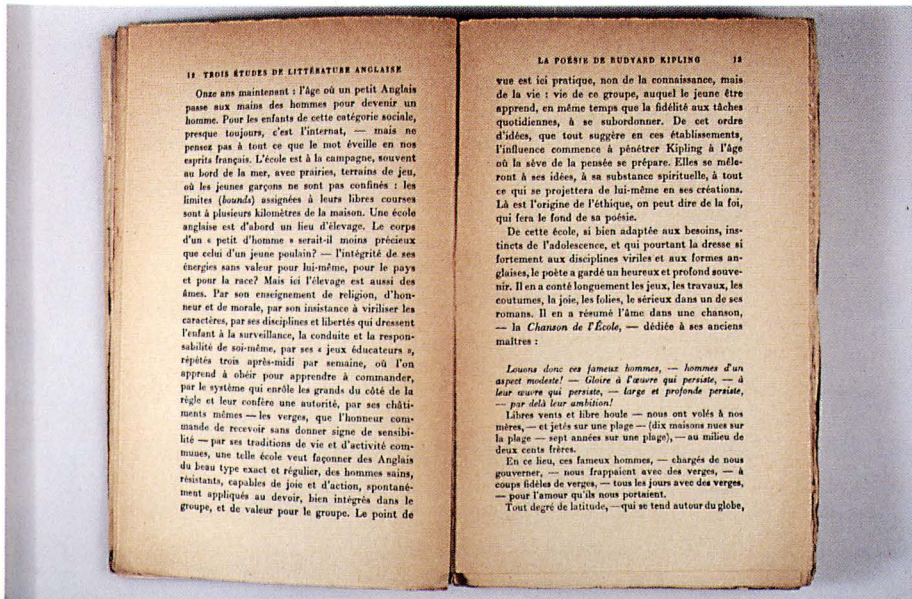 12 TROIS ÉTUDES DE LITTÉRATURE ANGLAISE
Onze ans maintenant : l'âge où un petit Anglais
passe aux mains des hommes pour devenir un
homme. Pour les enfants de cette catégorie sociale,
presque toujours, c'est l'internat, — mais ne
pensez pas à tout ce que le mot éveille en nos
esprits français. L'école est à la campagne, souvent
au bord de la mer, avec prairies, terrains de jeu,
où les jeunes garçons ne sont pas confinés : les
limites (bounds) assignées à leurs libres courses
sont à plusieurs kilomètres de la maison. Une école
anglaise est d'abord un lieu d'élevage. Le corps
d'un « petit d'homme » serait-il moins précieux
que celui d'un jeune poulain? — l'intégrité de ses
énergies sans valeur pour lui-même, pour le pays
et pour la race? Mais ici l'élevage est aussi des
âmes. Par son enseignement de religion, d'hon-
neur et de morale, par son insistance à viriliser les
caractères, par ses disciplines et libertés qui dressent
l'enfant à la surveillance, la conduite et la respon-
sabilité de soi-même, par ses « jeux éducateurs »,
répétés trois après-midi par semaine, où l'on
apprend à obéir pour apprendre à commander,
par le système qui enrôle les grands du côté de la
règle et leur confère une autorité, par ses châti-
ments mêmes — les verges, que l'honneur com-
mande de recevoir sans donner signe de sensibi-
lité — par ses traditions de vie et d'activité com-
munes, une telle école veut façonner des Anglais
du beau type exact et régulier, des hommes sains,
résistants, capables de joie et d'action, spontané-
ment appliqués au devoir, bien intégrés dans le
groupe, et de valeur pour le groupe. Le point de
LA POÉSIE DE RUDYARD KIPLING 13
vue est ici pratique, non de la connaissance, mais
de la vie : vie de ce groupe, auquel le jeune être
apprend, en même temps que la fidélité aux tâches
quotidiennes, à se subordonner. De cet ordre
d'idées, que tout suggère en ces établissements,
l'influence commence à pénétrer Kipling à l'âge
où la sève de la pensée se prépare. Elles se mêle-
ront à ses idées, à sa substance spirituelle, à tout
ce qui se projettera de lui-même en ses créations.
Là est l'origine de l'éthique, on peut dire de la foi,
qui fera le fond de sa poésie.
De cette école, si bien adaptée aux besoins, ins-
tincts de l'adolescence, et qui pourtant la dresse si
fortement aux disciplines viriles et aux formes an-
glaises, le poète a gardé un heureux et profond souve-
nir. Il en a conté longuement les jeux, les travaux, les
coutumes, la joie, les folies, le sérieux dans un de ses
romans. Il en a résumé l'âme dans une chanson,
— la Chanson de l'École, — dédiée à ses anciens
maîtres :
Louons donc ces fameux hommes, — hommes d'un
aspect modeste! — Gloire à l'œuvre qui persiste, — à
leur œuvre qui persiste, — large et profonde persiste,
— par delà leur ambition!
Libres vents et libre houle — nous ont volés à nos
mères, — et jetés sur une plage — (dix maisons nues sur
la plage — sept années sur une plage), — au milieu de
deux cents frères.
En ce lieu, ces fameux hommes, — chargés de nous
gouverner, — nous frappaient avec des verges, — à
coups fidèles de verges, — tous les jours avec des verges,
— pour l'amour qu'ils nous portaient.
Tout degré de latitude, — qui se tend autour du globe,